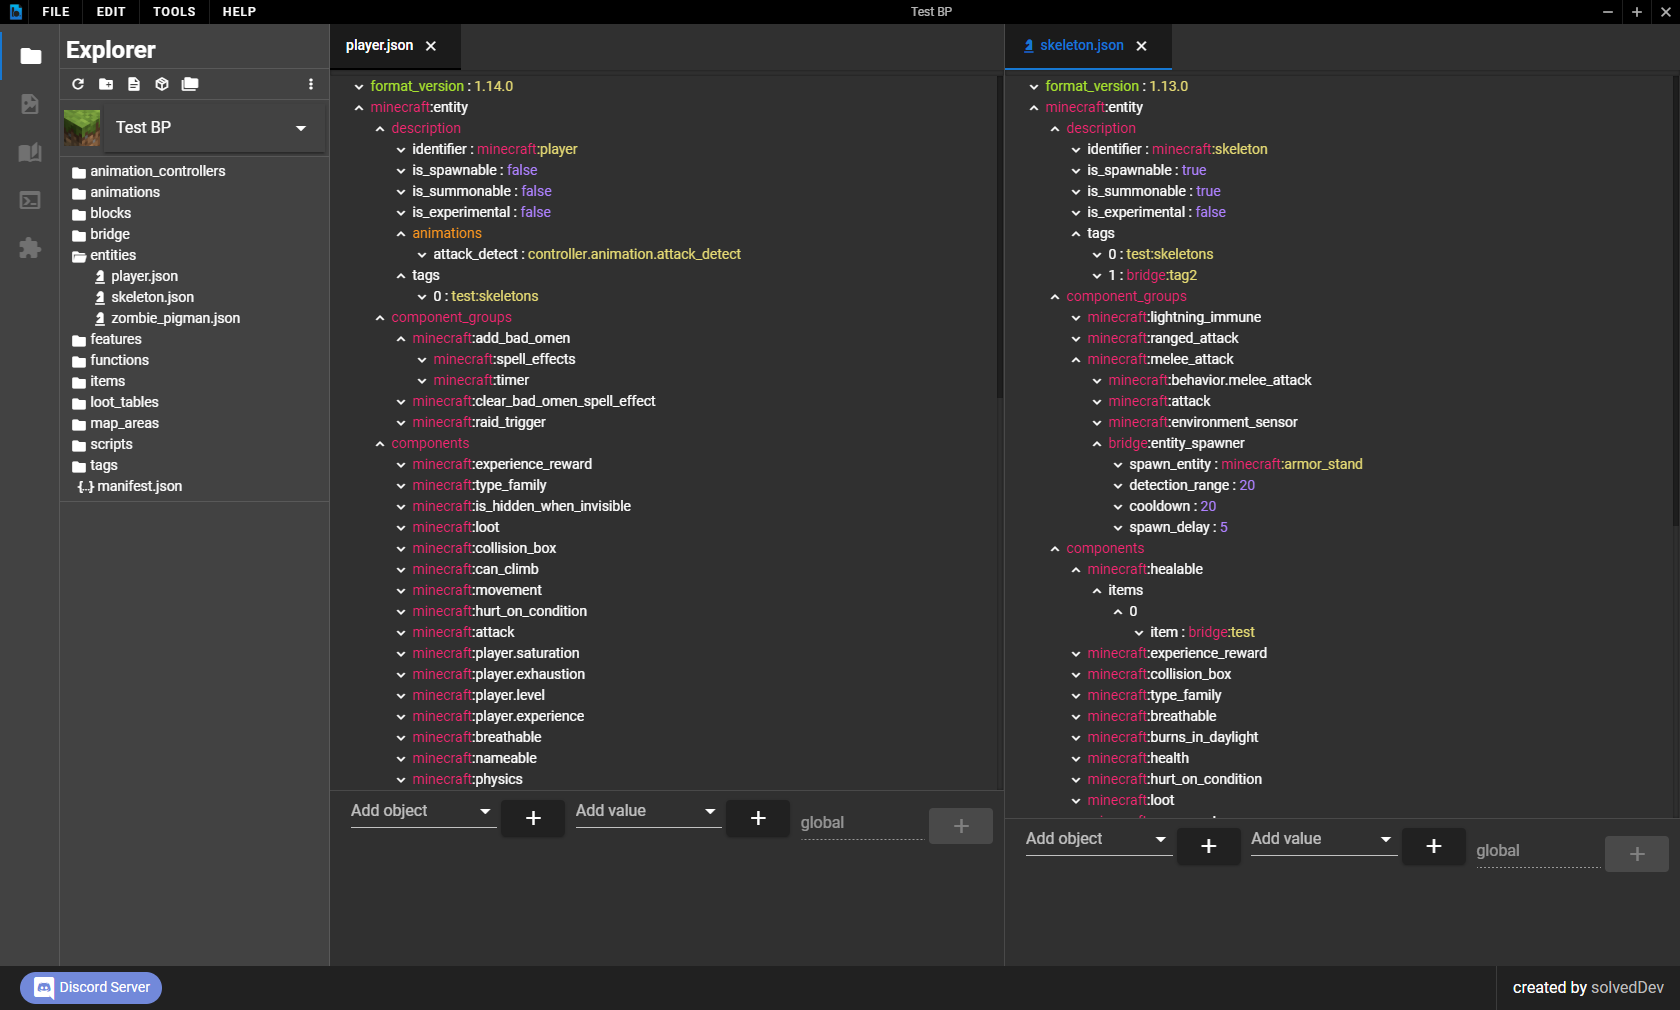 FILE EDIT TOOLS HELP
Test BP
Explorer
Test BP
animation_controllers
animations
blocks
bridge
entities
player.json
skeleton.json
zombie_pigman.json
features
functions
items
loot_tables
map_areas
scripts
tags
{..} manifest.json
player.json
format_version : 1.14.0
minecraft:entity
description
identifier : minecraft:player
is_spawnable : false
is_summonable : false
is_experimental : false
animations
attack_detect : controller.animation.attack_detect
tags
0 : test:skeletons
component_groups
minecraft:add_bad_omen
minecraft:spell_effects
minecraft:timer
minecraft:clear_bad_omen_spell_effect
minecraft:raid_trigger
components
minecraft:experience_reward
minecraft:type_family
minecraft:is_hidden_when_invisible
minecraft:loot
minecraft:collision_box
minecraft:can_climb
minecraft:movement
minecraft:hurt_on_condition
minecraft:attack
minecraft:player.saturation
minecraft:player.exhaustion
minecraft:player.level
minecraft:player.experience
minecraft:breathable
minecraft:nameable
minecraft:physics
Add object + Add value + global +
skeleton.json
format_version : 1.13.0
minecraft:entity
description
identifier : minecraft:skeleton
is_spawnable : true
is_summonable : true
is_experimental : false
tags
0 : test:skeletons
1 : bridge:tag2
component_groups
minecraft:lightning_immune
minecraft:ranged_attack
minecraft:melee_attack
minecraft:behavior.melee_attack
minecraft:attack
minecraft:environment_sensor
bridge:entity_spawner
spawn_entity : minecraft:armor_stand
detection_range : 20
cooldown : 20
spawn_delay : 5
components
minecraft:healable
items
0
item : bridge:test
minecraft:experience_reward
minecraft:collision_box
minecraft:type_family
minecraft:breathable
minecraft:burns_in_daylight
minecraft:health
minecraft:hurt_on_condition
minecraft:loot
Add object + Add value + global +
Discord Server
created by solvedDev